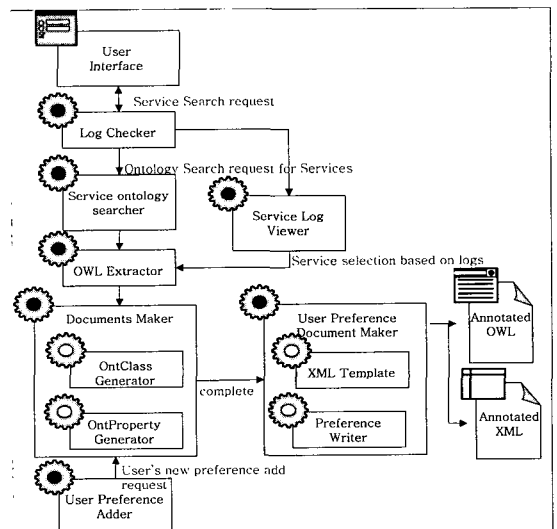 User
Interface
Service Search request
Log Checker
Ontology Search request for Services
Service ontology
searcher
Service Log
Viewer
Service selection based on logs
OWL Extractor
Documents Maker
OntClass
Generator
OntProperty
Generator
complete
User Preference
Document Maker
XML Template
Preference
Writer
Annotated
OWL
Annotated
XML
User's new preference add
request
User Preference
Adder